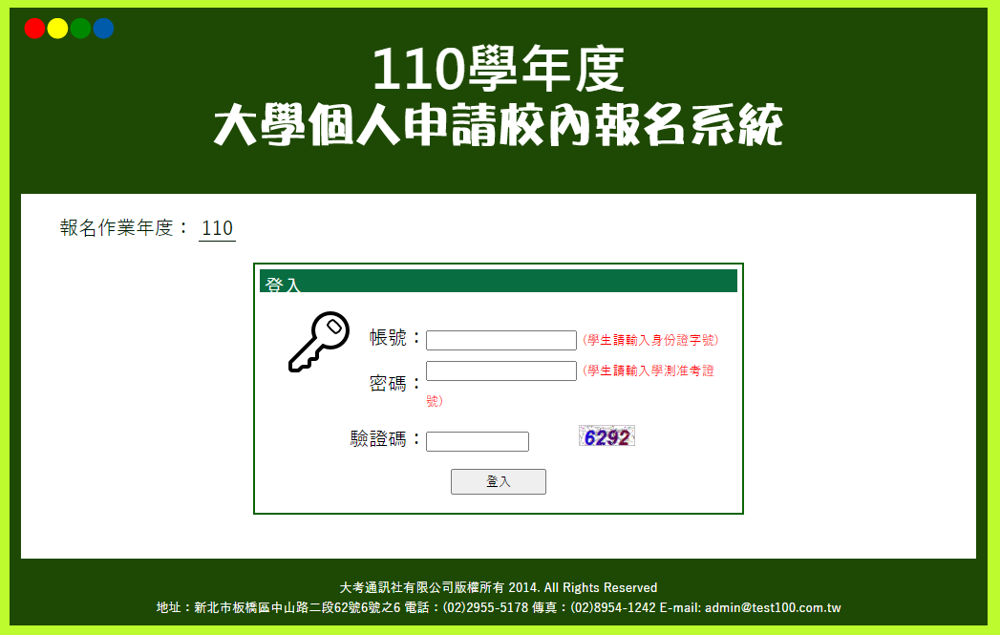 110學年度
大學個人申請校內報名系統
報名作業年度： 110
登入
帳號： (學生請輸入身份證字號)
密碼： (學生請輸入學測准考證
號)
驗證碼： 6292
登入
大考通訊社有限公司版權所有 2014. All Rights Reserved
地址：新北市板橋區中山路二段62號6號之6 電話：(02)2955-5178 傳真：(02)8954-1242 E-mail: admin@test100.com.tw